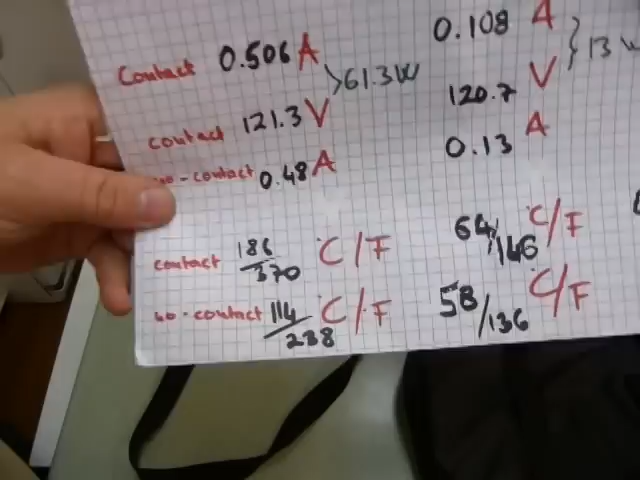 contact 0.506 A 0.108 A
>61.3W } 13 W
contact 121.3 V 120.7 V
no-contact 0.48 A 0.13 A
contact 186/370 °C/F 64/146 °C/F
no-contact 114/238 °C/F 58/136 °C/F